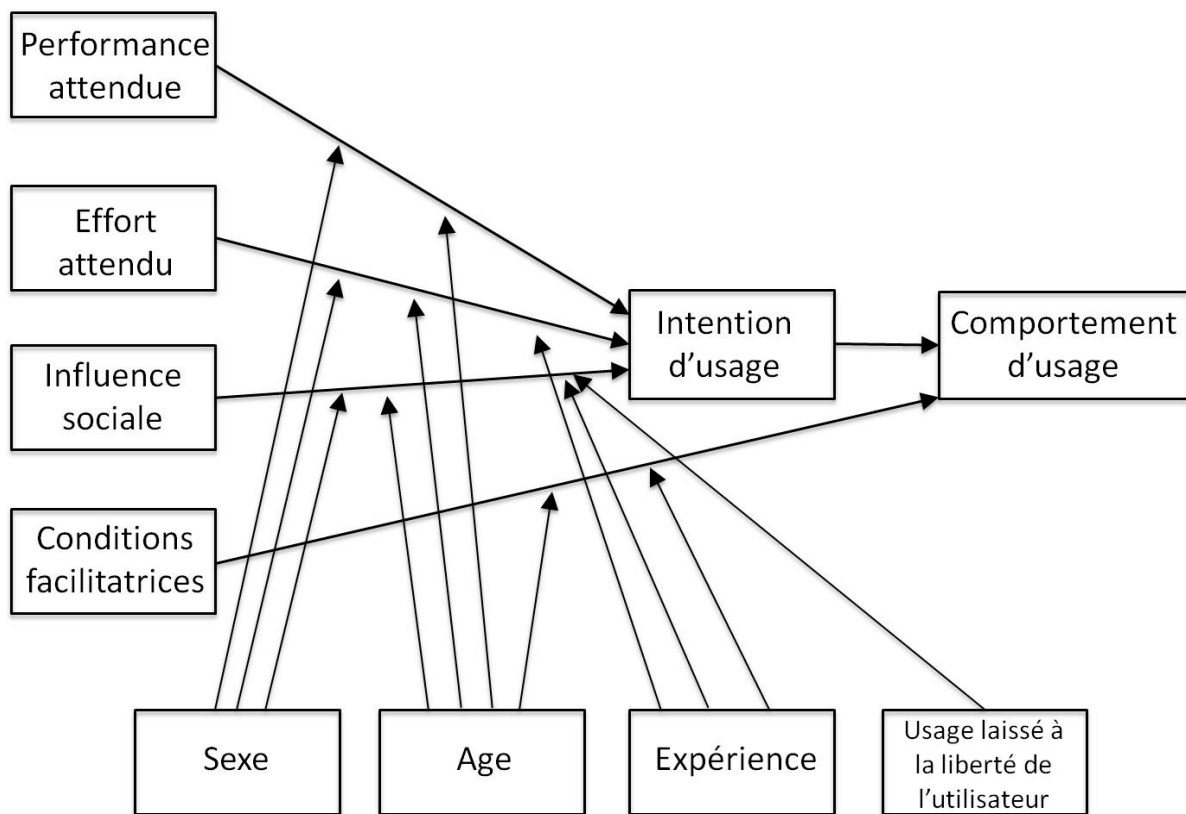 Performance
attendue
Effort
attendu
Influence
sociale
Conditions
facilitatrices
Intention
d’usage
Comportement
d’usage
Sexe
Age
Expérience
Usage laissé à
la liberté de
l’utilisateur